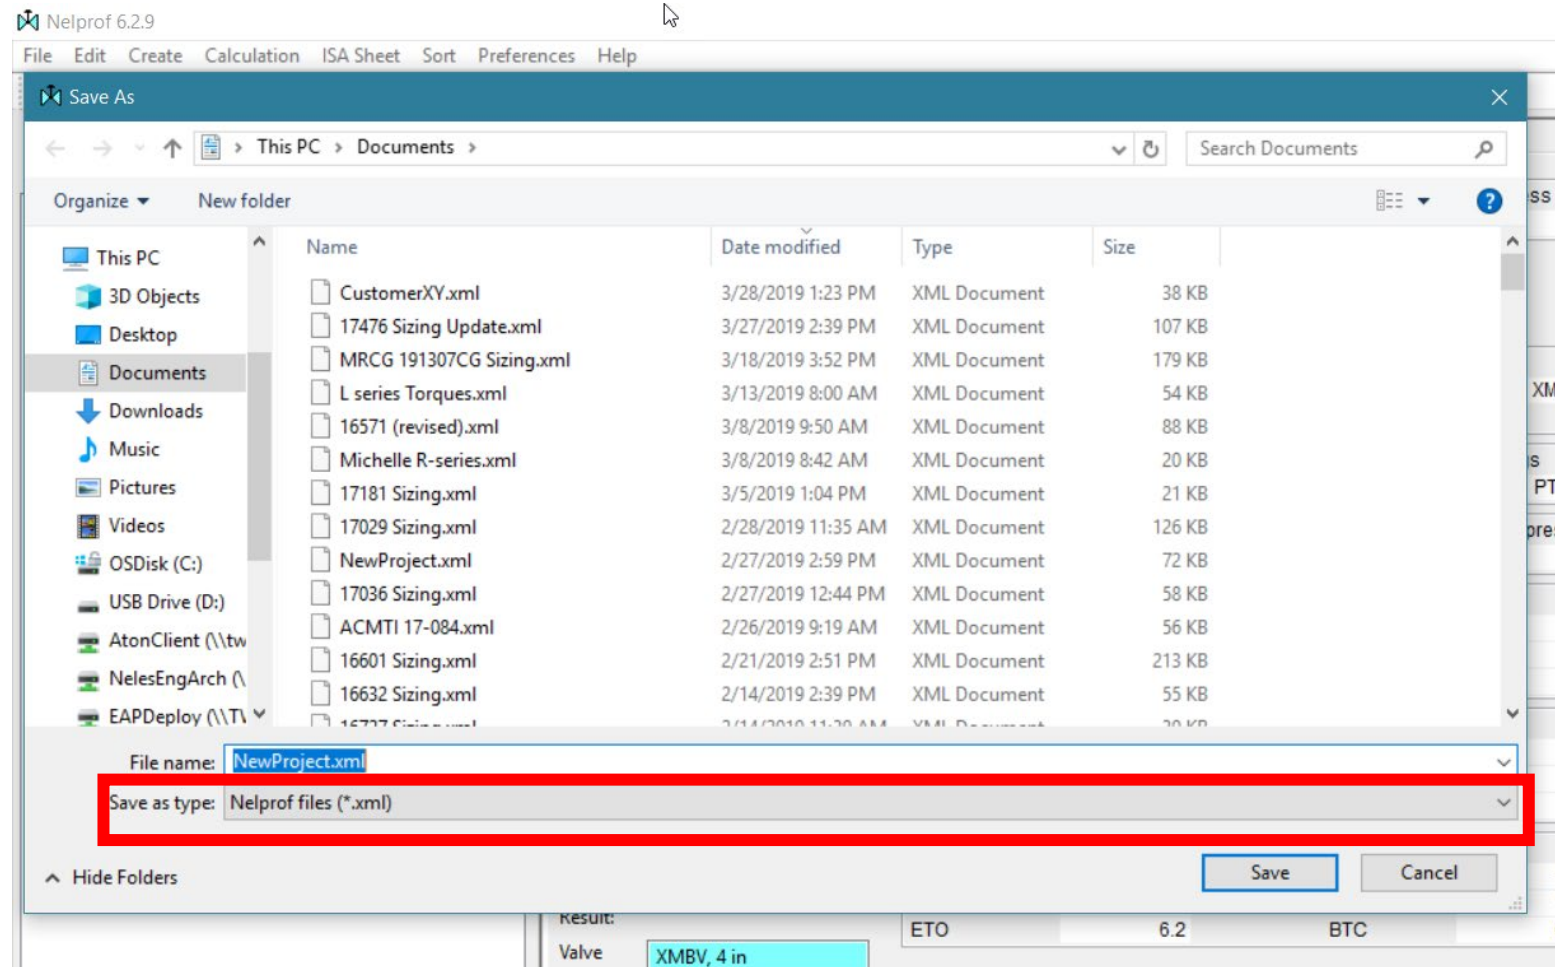 Nelprof 6.2.9
File Edit Create Calculation ISA Sheet Sort Preferences Help
Save As
This PC > Documents >
Search Documents
Organize New folder
?
ss
Name Date modified Type Size
This PC
3D Objects
Desktop
Documents
Downloads
Music
Pictures
Videos
OSDisk (C:)
USB Drive (D:)
AtonClient (\\tw
NelesEngArch (\
EAPDeploy (\\TV
CustomerXY.xml 3/28/2019 1:23 PM XML Document 38 KB
17476 Sizing Update.xml 3/27/2019 2:39 PM XML Document 107 KB
MRCG 191307CG Sizing.xml 3/18/2019 3:52 PM XML Document 179 KB
L series Torques.xml 3/13/2019 8:00 AM XML Document 54 KB
16571 (revised).xml 3/8/2019 9:50 AM XML Document 88 KB
Michelle R-series.xml 3/8/2019 8:42 AM XML Document 20 KB
17181 Sizing.xml 3/5/2019 1:04 PM XML Document 21 KB
17029 Sizing.xml 2/28/2019 11:35 AM XML Document 126 KB
NewProject.xml 2/27/2019 2:59 PM XML Document 72 KB
17036 Sizing.xml 2/27/2019 12:44 PM XML Document 58 KB
ACMTI 17-084.xml 2/26/2019 9:19 AM XML Document 56 KB
16601 Sizing.xml 2/21/2019 2:51 PM XML Document 213 KB
16632 Sizing.xml 2/14/2019 2:39 PM XML Document 55 KB
XM
gs
PT
pre
File name: NewProject.xml
Save as type: Nelprof files (*.xml)
Hide Folders
Save Cancel
Result:
ETO 6.2 BTC
Valve XMBV, 4 in